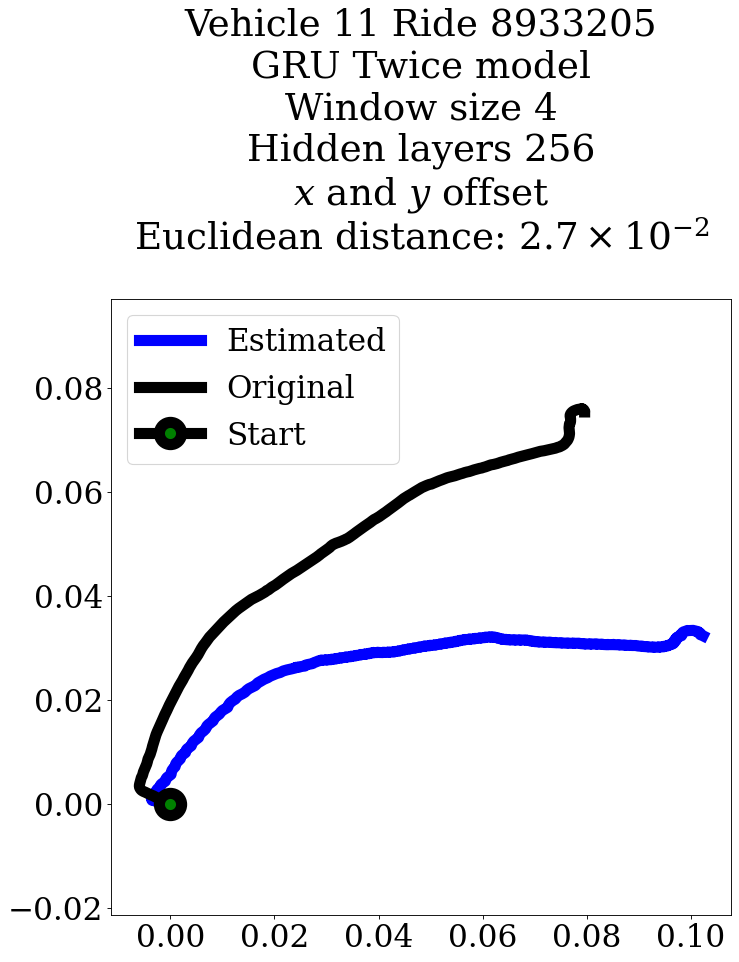 Vehicle 11 Ride 8933205
GRU Twice model
Window size 4
Hidden layers 256
x and y offset
Euclidean distance: 2.7 × 10⁻²
Estimated
Original
Start
0.08
0.06
0.04
0.02
0.00
−0.02
0.00 0.02 0.04 0.06 0.08 0.10